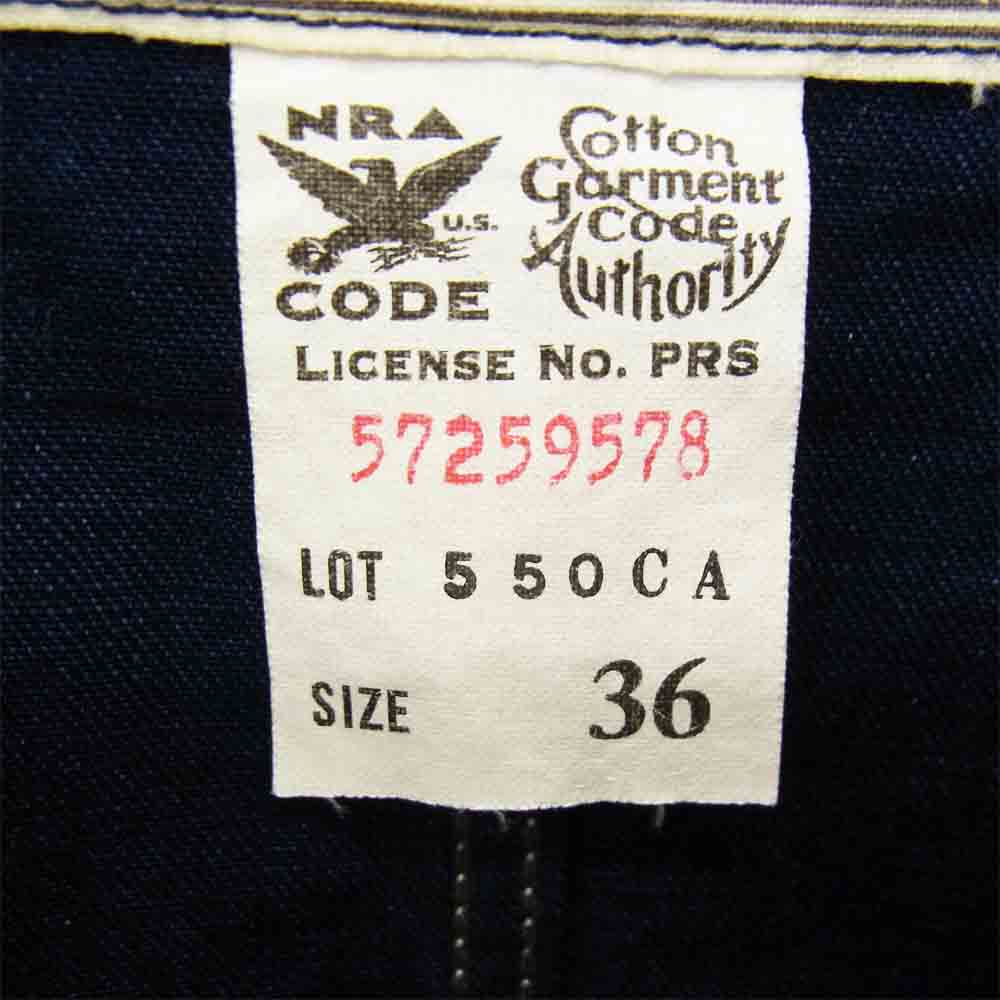 NRA
U.S.
CODE
Cotton
Garment
Code
Authority
LICENSE NO. PRS
57259578
LOT 550CA
SIZE 36